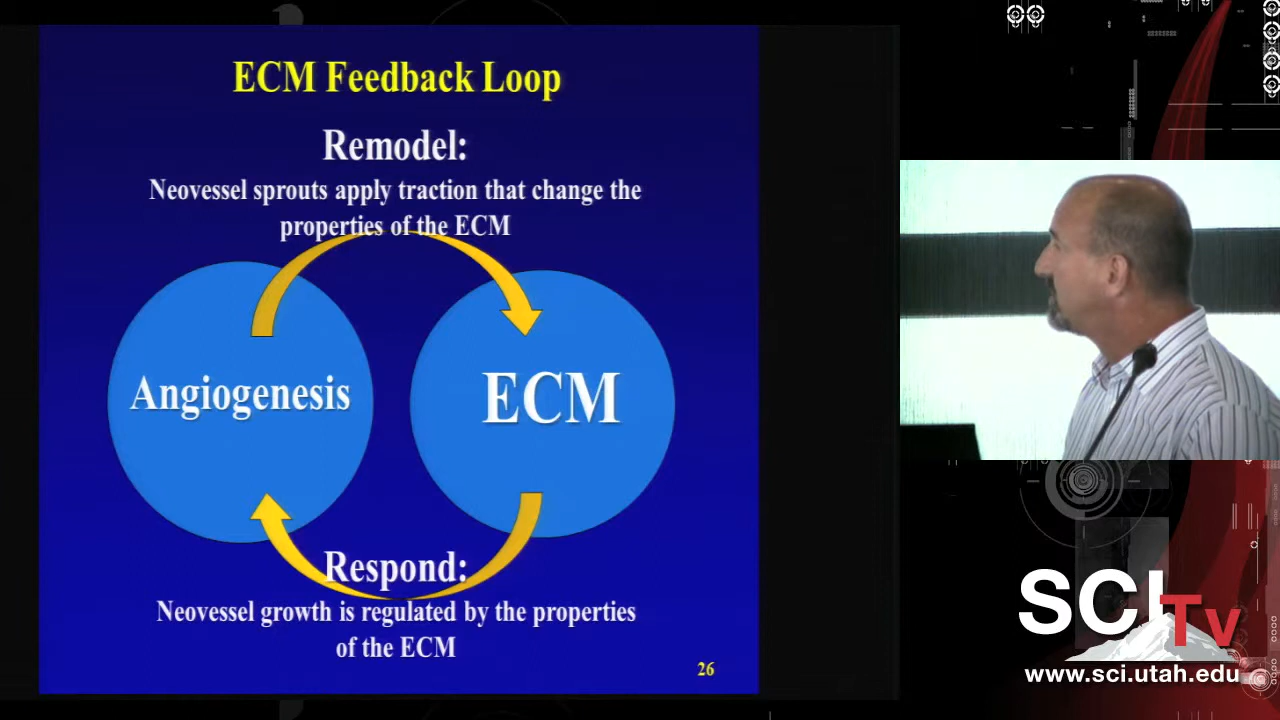 ECM Feedback Loop
Remodel:
Neovessel sprouts apply traction that change the
properties of the ECM
Angiogenesis
ECM
Respond:
Neovessel growth is regulated by the properties
of the ECM
26
SCI Tv
www.sci.utah.edu